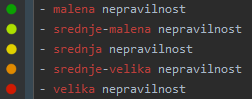 - malena nepravilnost
- srednje-malena nepravilnost
- srednja nepravilnost
- srednje-velika nepravilnost
- velika nepravilnost